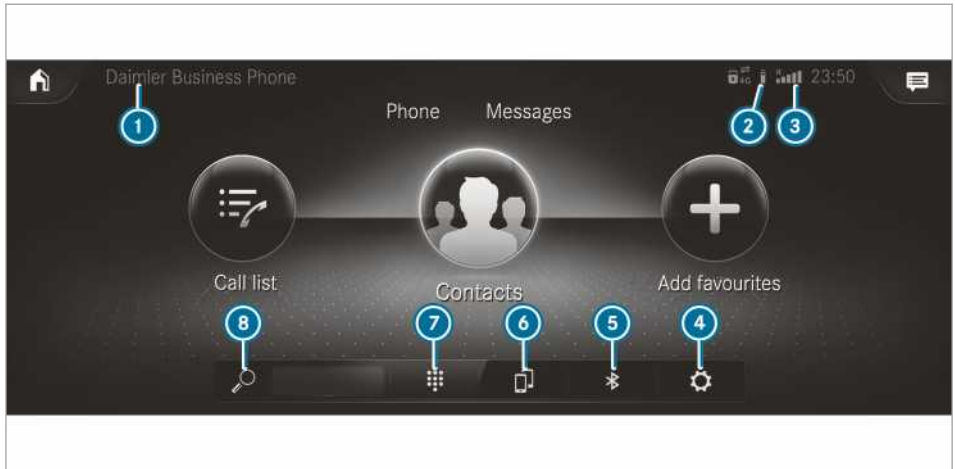 Daimler Business Phone 4G 23:50
Phone Messages
1 2 3
Call list Contacts Add favourites
8 7 6 5 4